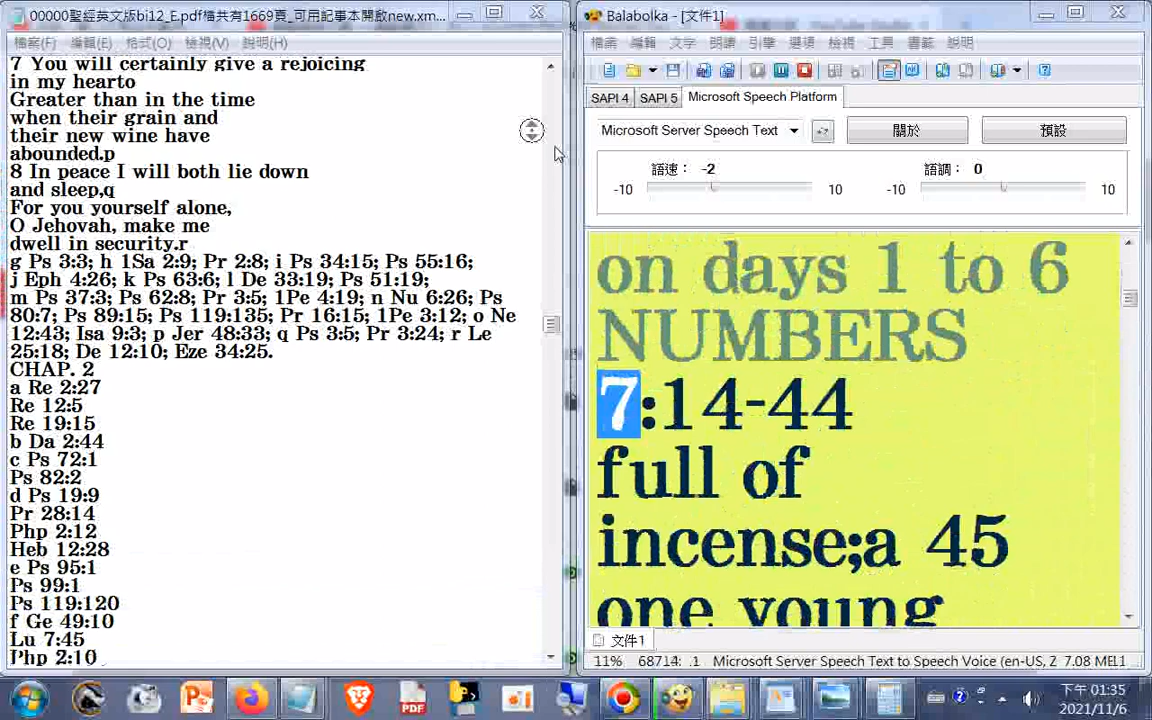 00000聖經英文版bi12_E.pdf檔共有1669頁_可用記事本開啟new.xm...
檔案(F) 編輯(E) 格式(O) 檢視(V) 說明(H)
7 You will certainly give a rejoicing
in my hearto
Greater than in the time
when their grain and
their new wine have
abounded.p
8 In peace I will both lie down
and sleep,q
For you yourself alone,
O Jehovah, make me
dwell in security.r
g Ps 3:3; h 1Sa 2:9; Pr 2:8; i Ps 34:15; Ps 55:16;
j Eph 4:26; k Ps 63:6; l De 33:19; Ps 51:19;
m Ps 37:3; Ps 62:8; Pr 3:5; 1Pe 4:19; n Nu 6:26; Ps
80:7; Ps 89:15; Ps 119:135; Pr 16:15; 1Pe 3:12; o Ne
12:43; Isa 9:3; p Jer 48:33; q Ps 3:5; Pr 3:24; r Le
25:18; De 12:10; Eze 34:25.
CHAP. 2
a Re 2:27
Re 12:5
Re 19:15
b Da 2:44
c Ps 72:1
Ps 82:2
d Ps 19:9
Pr 28:14
Php 2:12
Heb 12:28
e Ps 95:1
Ps 99:1
Ps 119:120
f Ge 49:10
Lu 7:45
Php 2:10
Balabolka - [文件1]
檔案 編輯 文字 朗讀 引擎 選項 檢視 工具 書籤 說明
SAPI 4 SAPI 5 Microsoft Speech Platform
Microsoft Server Speech Text 關於 預設
語速: -2 語調: 0
-10 10 -10 10
on days 1 to 6
NUMBERS
7:14-44
full of
incense;a 45
one young
文件1
11% 68714: .1 Microsoft Server Speech Text to Speech Voice (en-US, Z 7.08 MEL1
PDF
下午 01:35
2021/11/6